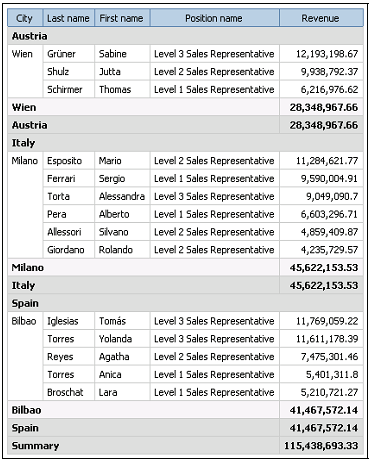 City Last name First name Position name Revenue
Austria
Wien Grüner Sabine Level 3 Sales Representative 12,193,198.67
Shulz Jutta Level 2 Sales Representative 9,938,792.37
Schirmer Thomas Level 1 Sales Representative 6,216,976.62
Wien 28,348,967.66
Austria 28,348,967.66
Italy
Milano Esposito Mario Level 2 Sales Representative 11,284,621.77
Ferrari Sergio Level 1 Sales Representative 9,590,004.91
Torta Alessandra Level 3 Sales Representative 9,049,090.7
Pera Alberto Level 1 Sales Representative 6,603,296.71
Allessori Silvano Level 2 Sales Representative 4,859,409.87
Giordano Rolando Level 2 Sales Representative 4,235,729.57
Milano 45,622,153.53
Italy 45,622,153.53
Spain
Bilbao Iglesias Tomás Level 3 Sales Representative 11,769,059.22
Torres Yolanda Level 3 Sales Representative 11,611,178.39
Reyes Agatha Level 2 Sales Representative 7,475,301.46
Torres Anica Level 1 Sales Representative 5,401,311.8
Broschat Lara Level 1 Sales Representative 5,210,721.27
Bilbao 41,467,572.14
Spain 41,467,572.14
Summary 115,438,693.33